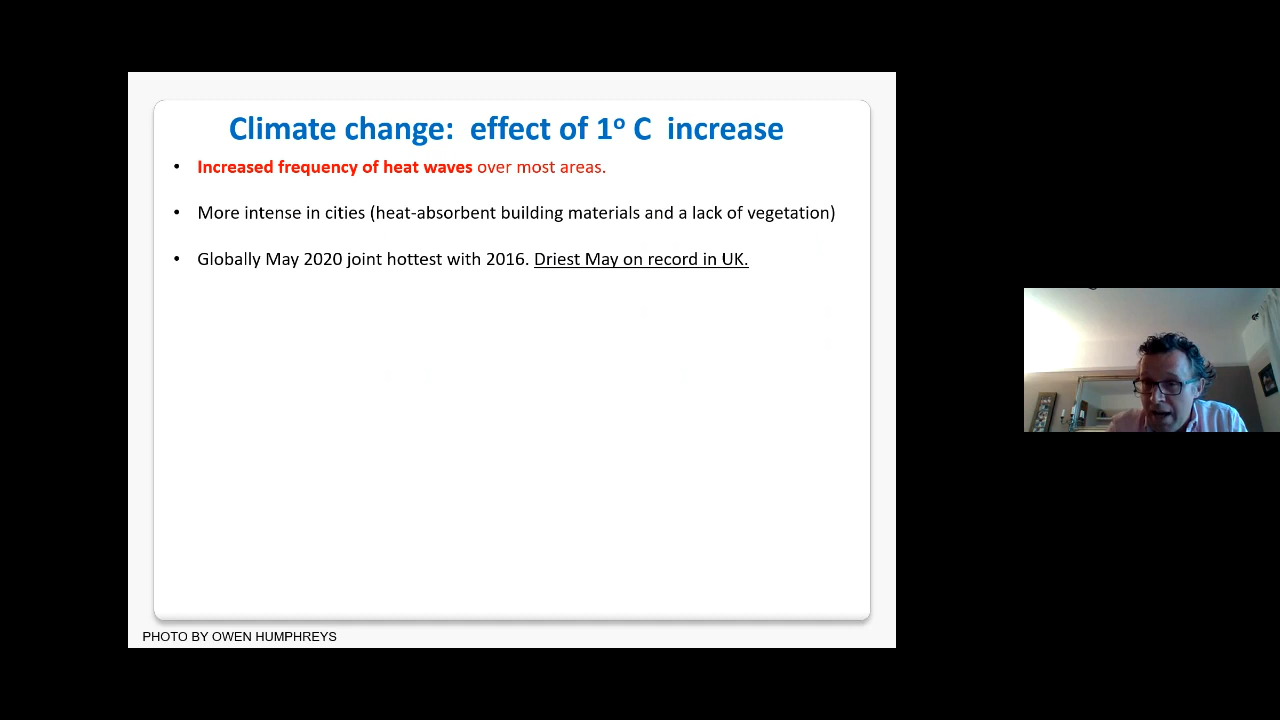 Climate change:  effect of 1º C  increase
• Increased frequency of heat waves over most areas.
• More intense in cities (heat-absorbent building materials and a lack of vegetation)
• Globally May 2020 joint hottest with 2016. Driest May on record in UK.
PHOTO BY OWEN HUMPHREYS